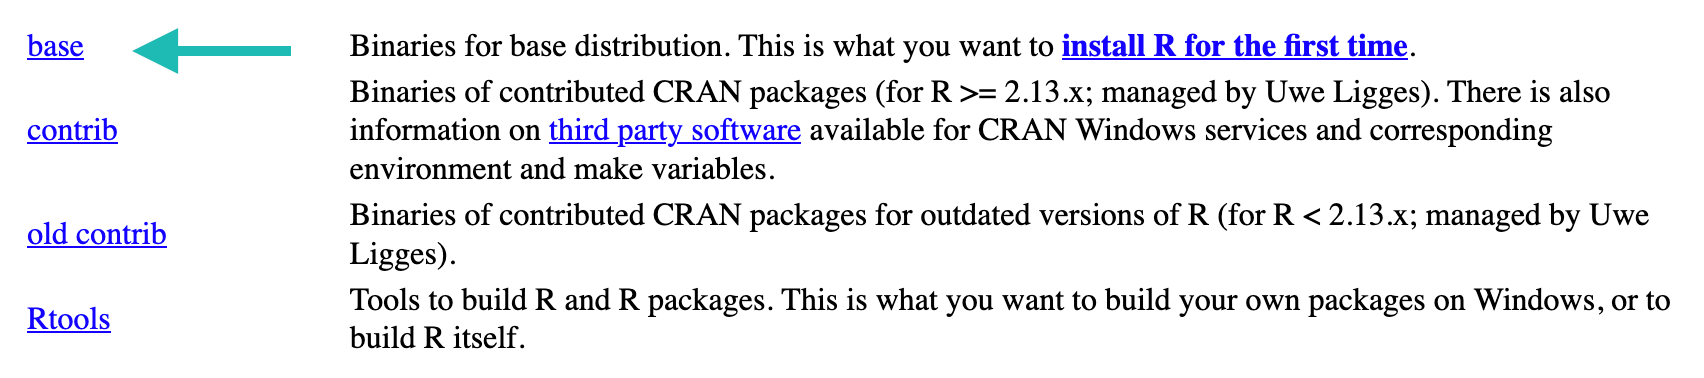 base Binaries for base distribution. This is what you want to install R for the first time.
Binaries of contributed CRAN packages (for R >= 2.13.x; managed by Uwe Ligges). There is also
contrib information on third party software available for CRAN Windows services and corresponding
environment and make variables.
Binaries of contributed CRAN packages for outdated versions of R (for R < 2.13.x; managed by Uwe
old contrib
Ligges).
Tools to build R and R packages. This is what you want to build your own packages on Windows, or to
Rtools
build R itself.